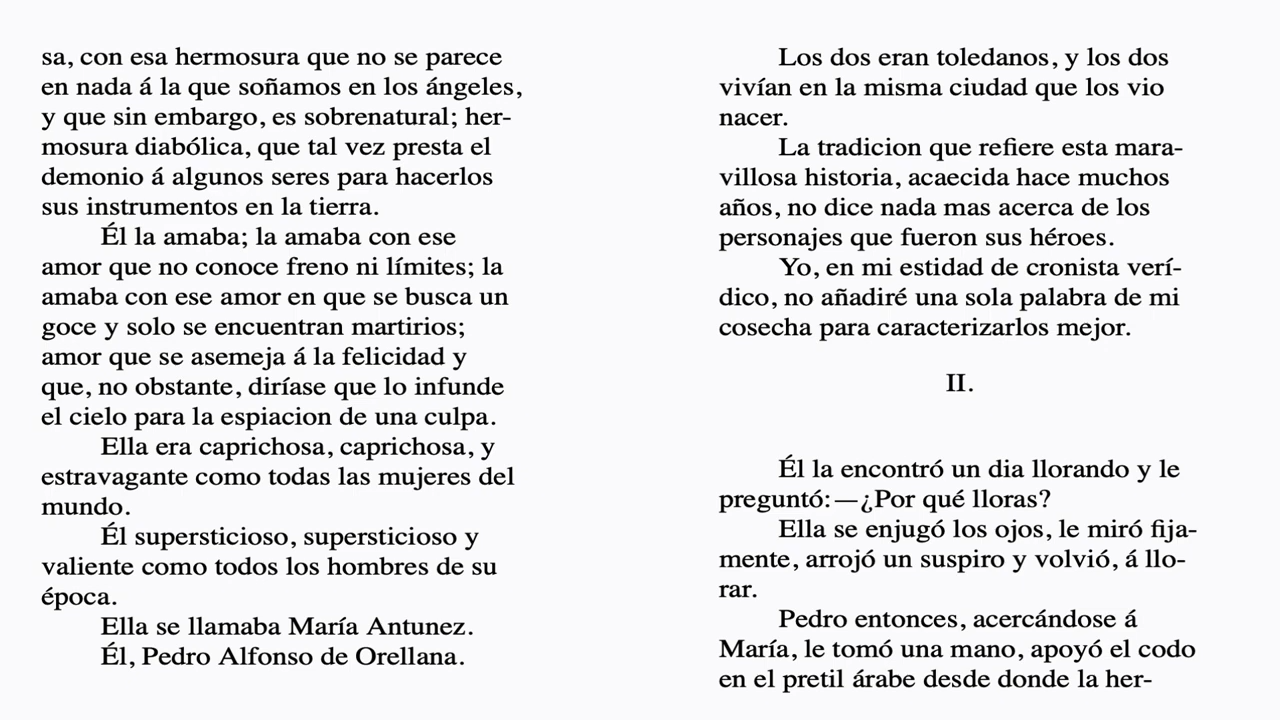 sa, con esa hermosura que no se parece
en nada á la que soñamos en los ángeles,
y que sin embargo, es sobrenatural; her-
mosura diabólica, que tal vez presta el
demonio á algunos seres para hacerlos
sus instrumentos en la tierra.
Él la amaba; la amaba con ese
amor que no conoce freno ni límites; la
amaba con ese amor en que se busca un
goce y solo se encuentran martirios;
amor que se asemeja á la felicidad y
que, no obstante, diríase que lo infunde
el cielo para la espiacion de una culpa.
Ella era caprichosa, caprichosa, y
estravagante como todas las mujeres del
mundo.
Él supersticioso, supersticioso y
valiente como todos los hombres de su
época.
Ella se llamaba María Antunez.
Él, Pedro Alfonso de Orellana.
Los dos eran toledanos, y los dos
vivían en la misma ciudad que los vio
nacer.
La tradicion que refiere esta mara-
villosa historia, acaecida hace muchos
años, no dice nada mas acerca de los
personajes que fueron sus héroes.
Yo, en mi estidad de cronista verí-
dico, no añadiré una sola palabra de mi
cosecha para caracterizarlos mejor.
II.
Él la encontró un dia llorando y le
preguntó:—¿Por qué lloras?
Ella se enjugó los ojos, le miró fija-
mente, arrojó un suspiro y volvió, á llo-
rar.
Pedro entonces, acercándose á
María, le tomó una mano, apoyó el codo
en el pretil árabe desde donde la her-